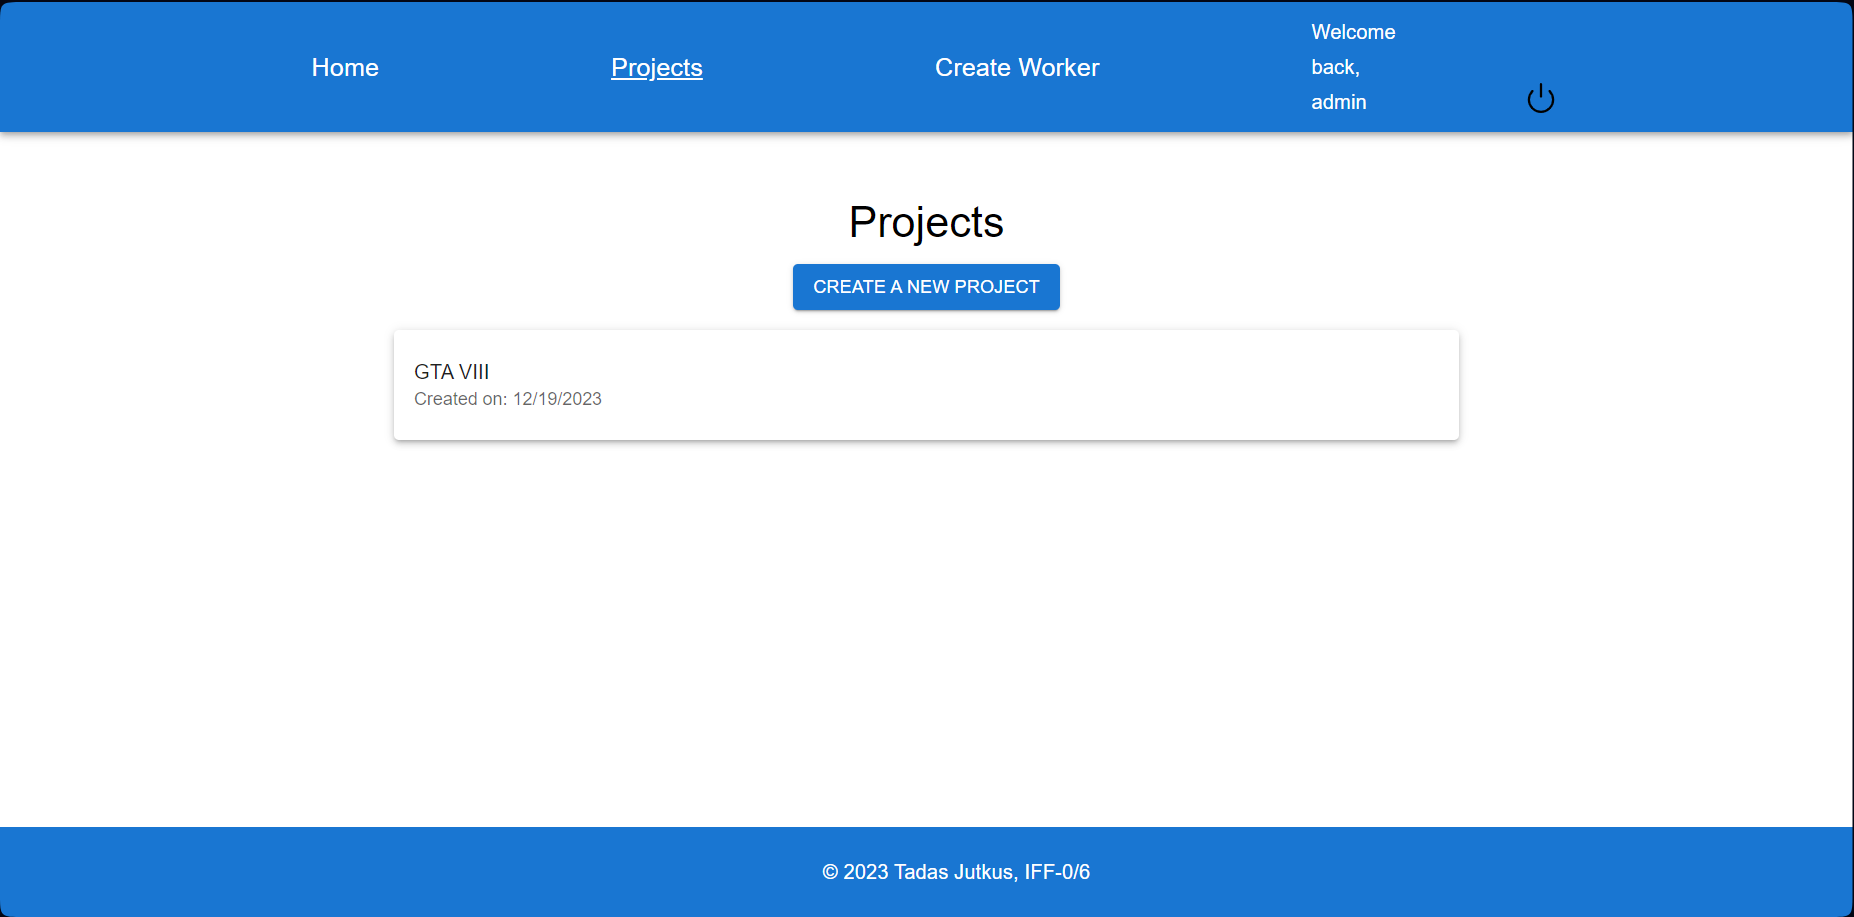 Home
Projects
Create Worker
Welcome
back,
admin
Projects
CREATE A NEW PROJECT
GTA VIII
Created on: 12/19/2023
© 2023 Tadas Jutkus, IFF-0/6